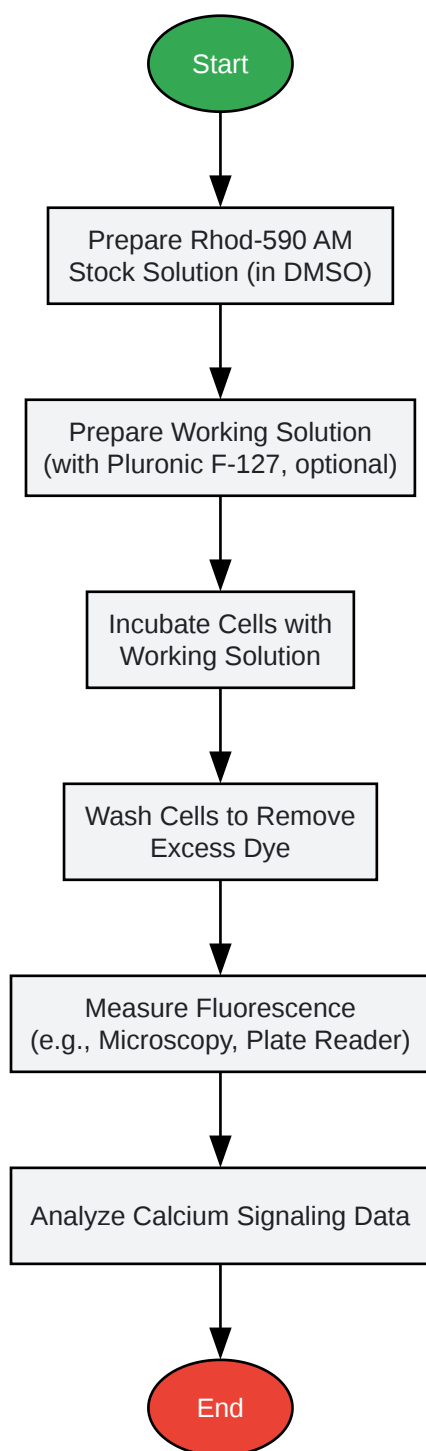 Start
Prepare Rhod-590 AM
Stock Solution (in DMSO)
Prepare Working Solution
(with Pluronic F-127, optional)
Incubate Cells with
Working Solution
Wash Cells to Remove
Excess Dye
Measure Fluorescence
(e.g., Microscopy, Plate Reader)
Analyze Calcium Signaling Data
End